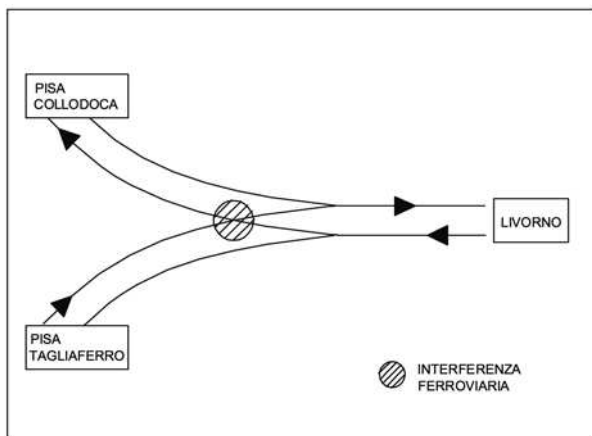 PISA
COLLODOCA
LIVORNO
PISA
TAGLIAFERRO
INTERFERENZA
FERROVIARIA